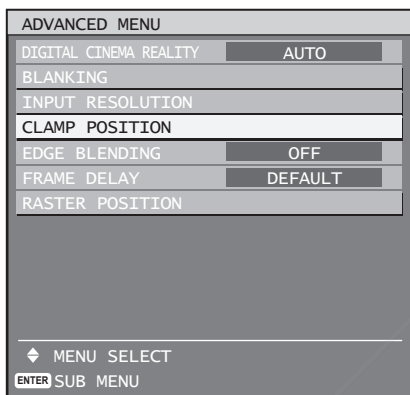 ADVANCED MENU
DIGITAL CINEMA REALITY AUTO
BLANKING
INPUT RESOLUTION
CLAMP POSITION
EDGE BLENDING OFF
FRAME DELAY DEFAULT
RASTER POSITION
MENU SELECT
ENTER SUB MENU